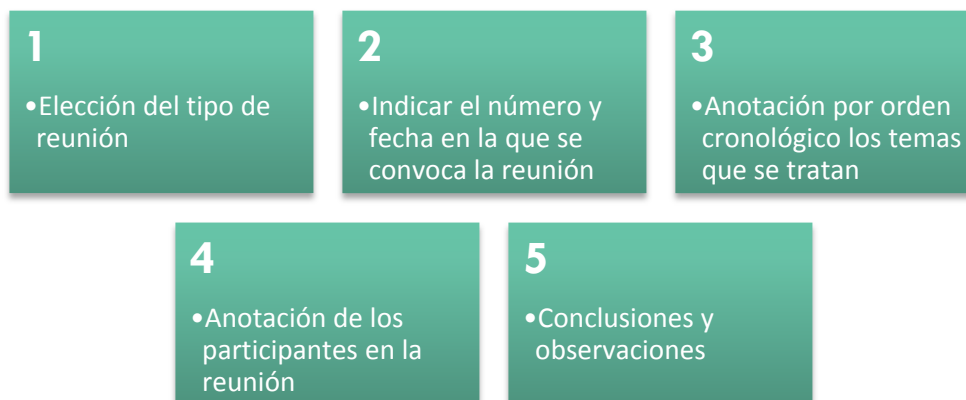 1
•Elección del tipo de
reunión
2
•Indicar el número y
fecha en la que se
convoca la reunión
3
•Anotación por orden
cronológico los temas
que se tratan
4
•Anotación de los
participantes en la
reunión
5
•Conclusiones y
observaciones